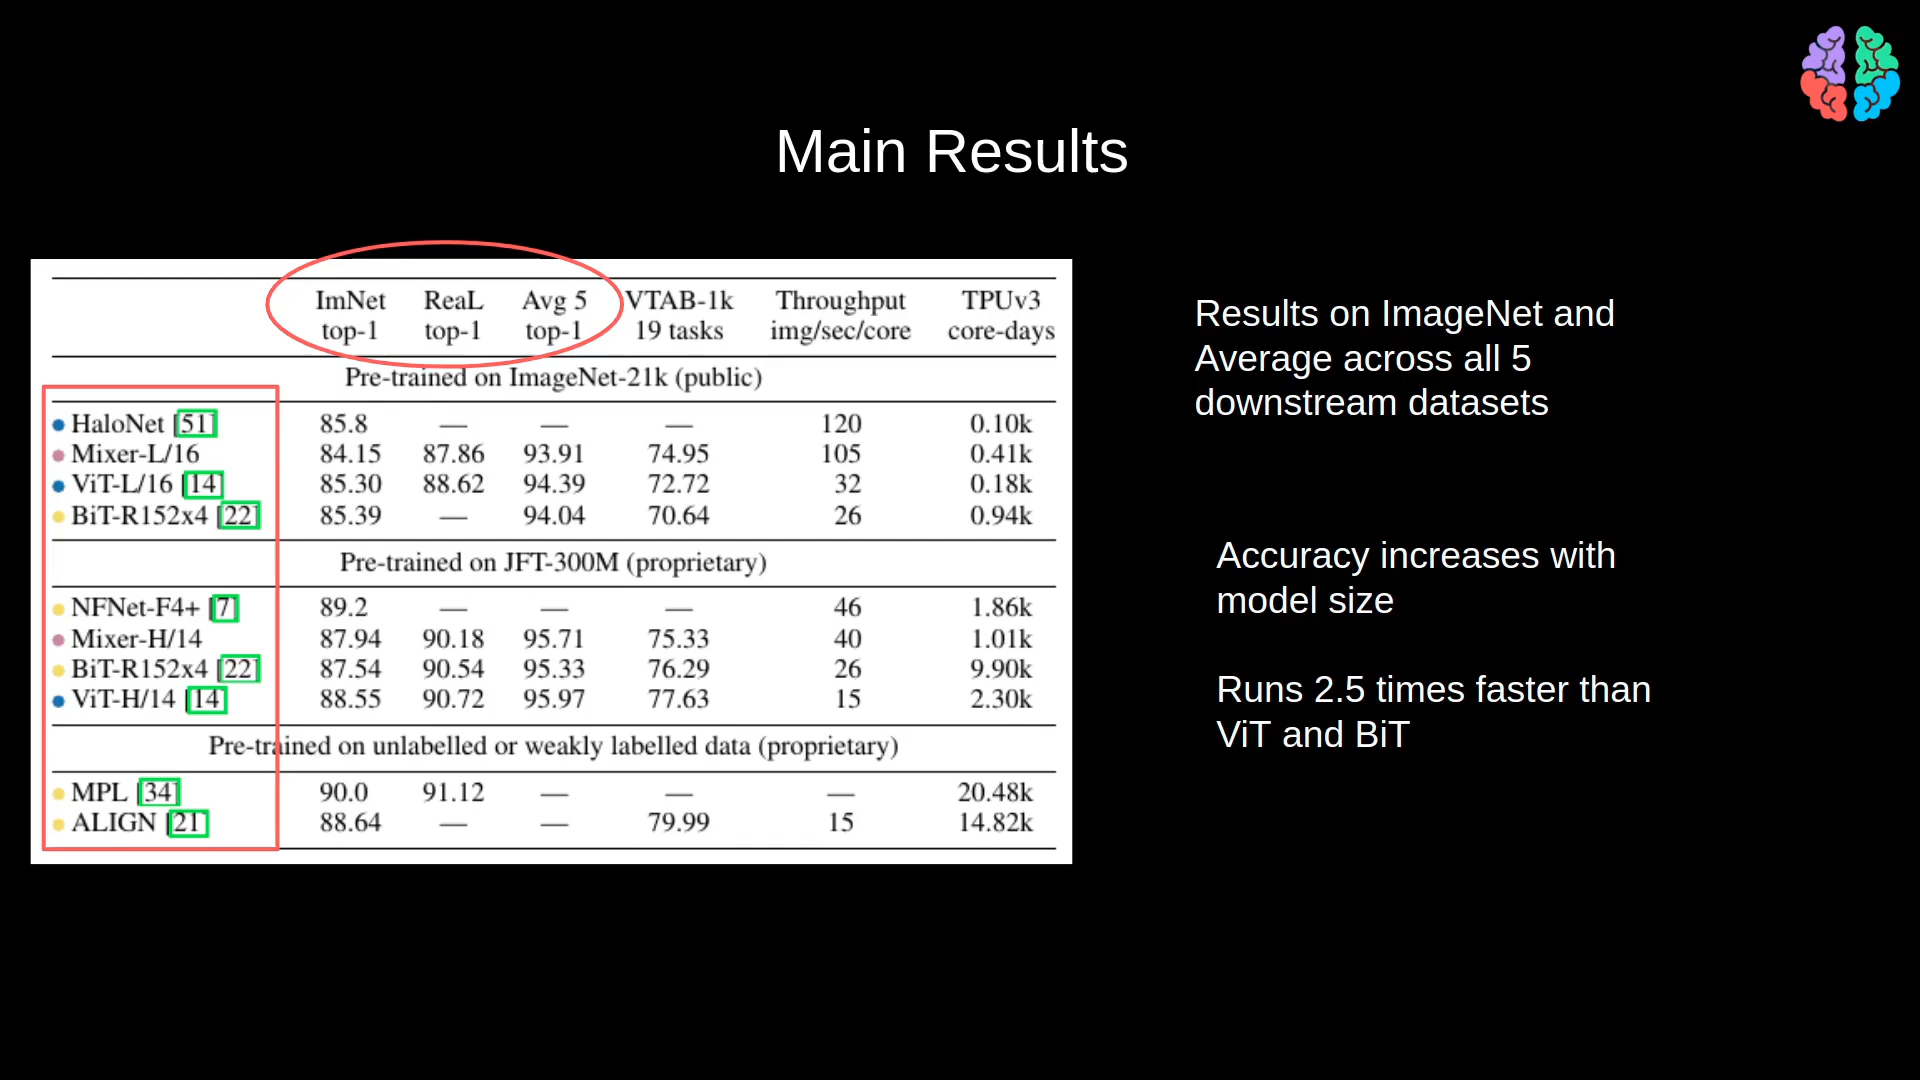 Main Results
ImNet ReaL Avg 5 VTAB-1k Throughput TPUv3
top-1 top-1 top-1 19 tasks img/sec/core core-days
Pre-trained on ImageNet-21k (public)
HaloNet [51] 85.8 — — — 120 0.10k
Mixer-L/16 84.15 87.86 93.91 74.95 105 0.41k
ViT-L/16 [14] 85.30 88.62 94.39 72.72 32 0.18k
BiT-R152x4 [22] 85.39 — 94.04 70.64 26 0.94k
Pre-trained on JFT-300M (proprietary)
NFNet-F4+ [7] 89.2 — — — 46 1.86k
Mixer-H/14 87.94 90.18 95.71 75.33 40 1.01k
BiT-R152x4 [22] 87.54 90.54 95.33 76.29 26 9.90k
ViT-H/14 [14] 88.55 90.72 95.97 77.63 15 2.30k
Pre-trained on unlabelled or weakly labelled data (proprietary)
MPL [34] 90.0 91.12 — — — 20.48k
ALIGN [21] 88.64 — — 79.99 15 14.82k
Results on ImageNet and
Average across all 5
downstream datasets
Accuracy increases with
model size
Runs 2.5 times faster than
ViT and BiT